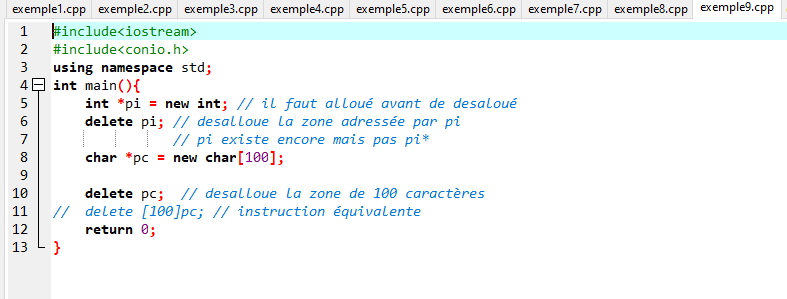 exemple1.cpp exemple2.cpp exemple3.cpp exemple4.cpp exemple5.cpp exemple6.cpp exemple7.cpp exemple8.cpp exemple9.cpp
1 #include<iostream>
2 #include<conio.h>
3 using namespace std;
4 int main(){
5 int *pi = new int; // il faut alloué avant de desaloué
6 delete pi; // desalloue la zone adressée par pi
7 // pi existe encore mais pas pi*
8 char *pc = new char[100];
9
10 delete pc; // desalloue la zone de 100 caractères
11 // delete [100]pc; // instruction équivalente
12 return 0;
13 }